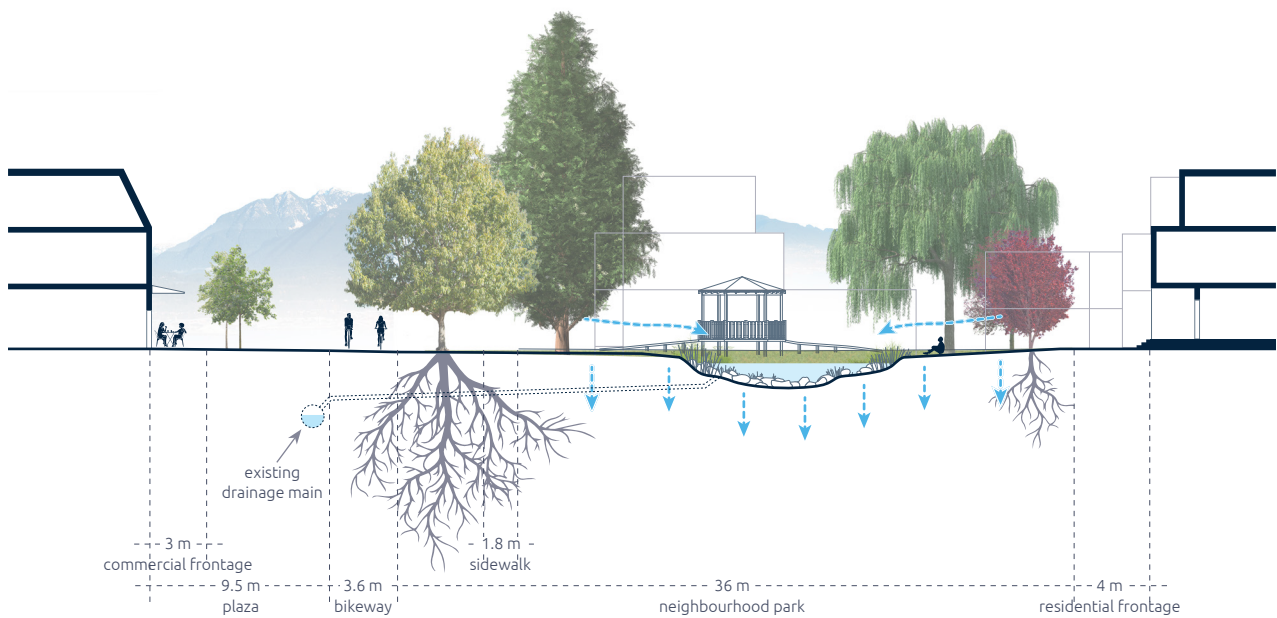 existing
drainage main
3 m
commercial frontage
1.8 m
sidewalk
9.5 m
plaza
3.6 m
bikeway
36 m
neighbourhood park
4 m
residential frontage